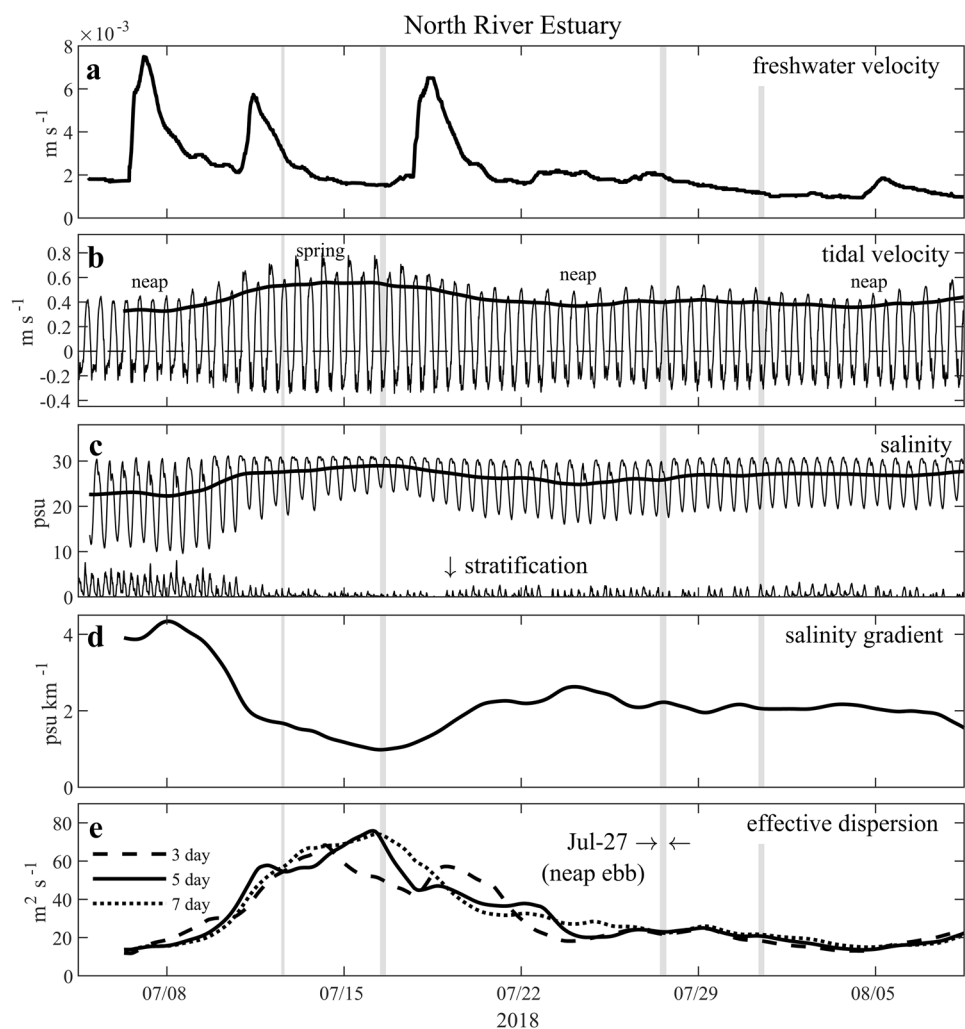 North River Estuary
×10⁻³
a
freshwater velocity
8
6
4
2
0
m s⁻¹
b
tidal velocity
neap
spring
neap
neap
0.8
0.6
0.4
0.2
0
-0.2
-0.4
m s⁻¹
c
salinity
30
20
10
0
psu
↓ stratification
d
salinity gradient
4
2
0
psu km⁻¹
e
effective dispersion
80
60
40
20
0
m² s⁻¹
3 day
5 day
7 day
Jul-27 → ←
(neap ebb)
07/08 07/15 07/22 07/29 08/05
2018